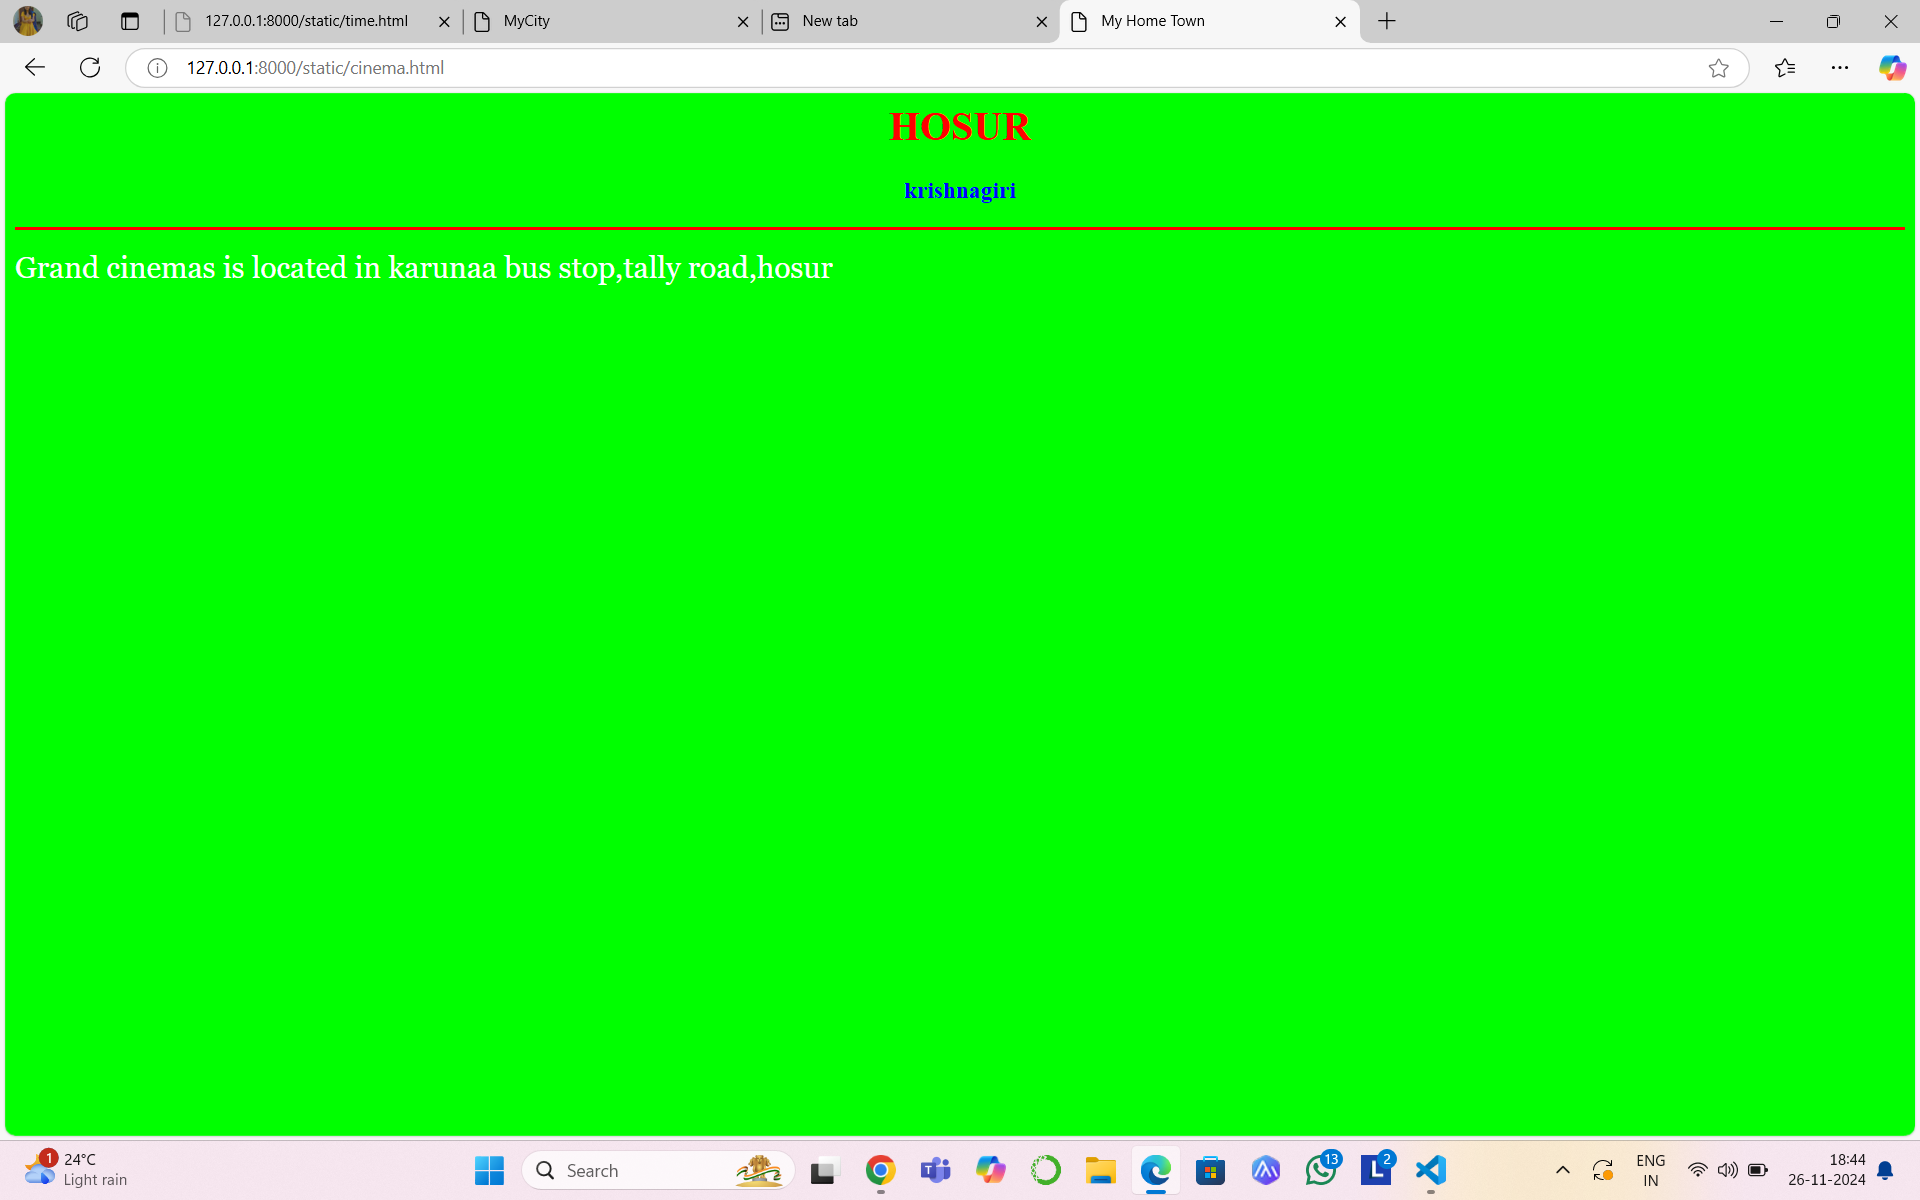 127.0.0.1:8000/static/time.html
MyCity
New tab
My Home Town
127.0.0.1:8000/static/cinema.html
HOSUR
krishnagiri
Grand cinemas is located in karunaa bus stop,tally road,hosur
1
24°C
Light rain
Search
T
13
L
2
ENG
IN
18:44
26-11-2024